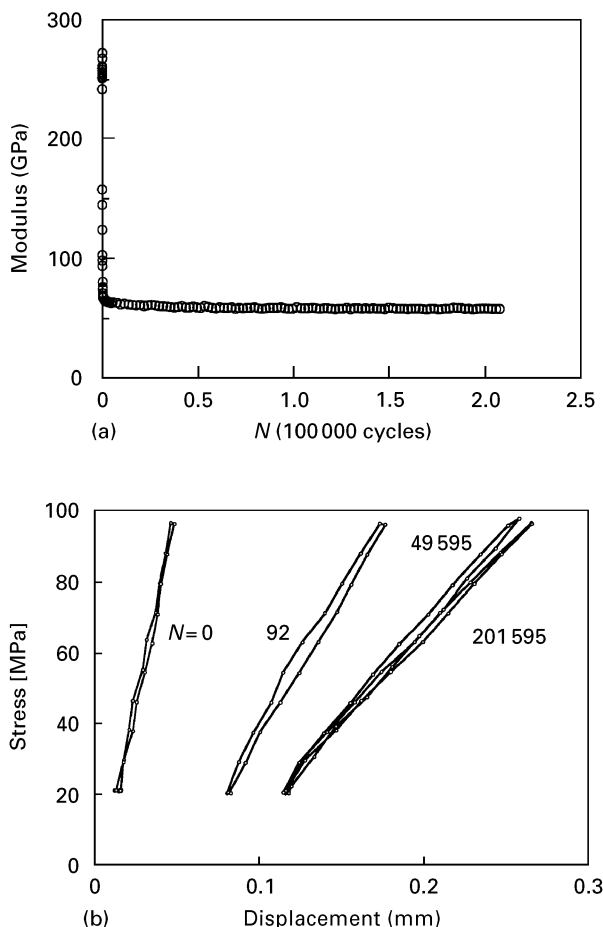 300
200
100
0
Modulus (GPa)
0 0.5 1.0 1.5 2.0 2.5
(a) N (100 000 cycles)
100
80
60
40
20
0
Stress [MPa]
49 595
N = 0 92 201 595
0 0.1 0.2 0.3
(b) Displacement (mm)